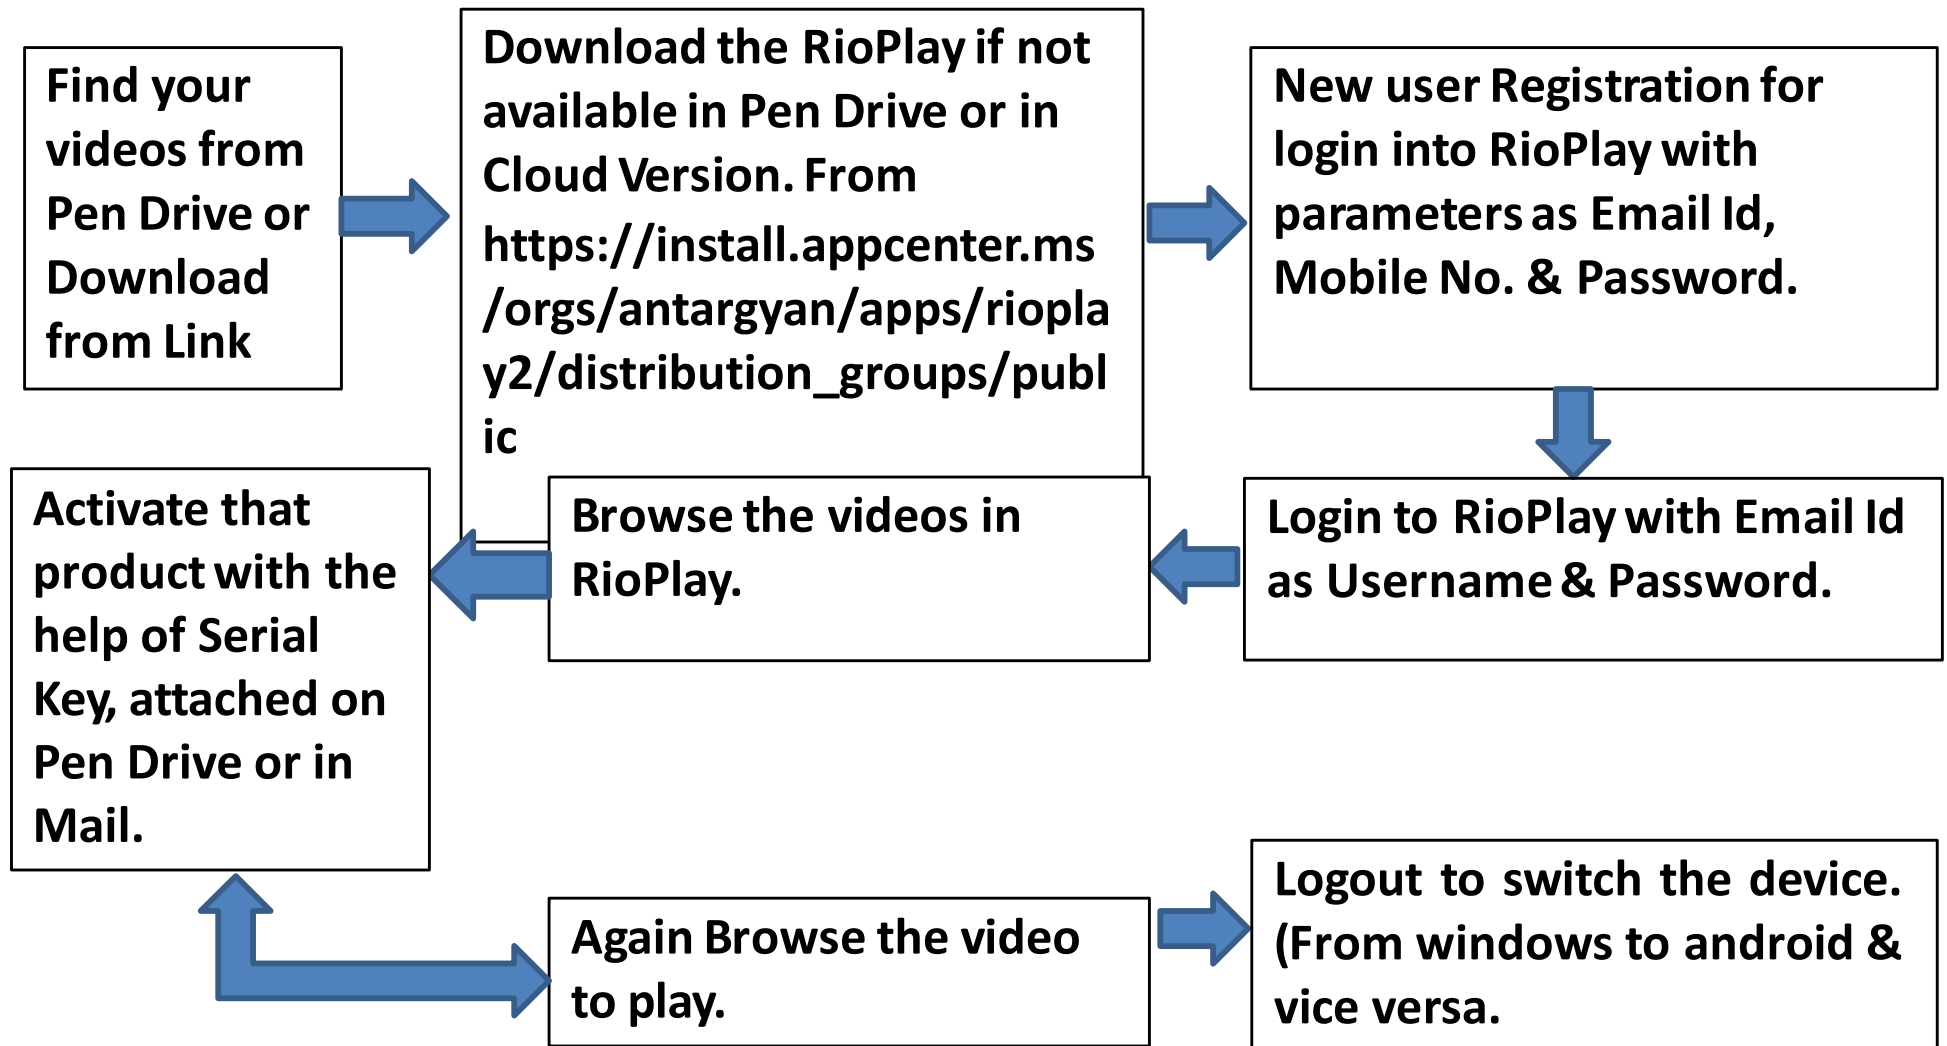 Find your
videos from
Pen Drive or
Download
from Link
Download the RioPlay if not
available in Pen Drive or in
Cloud Version. From
https://install.appcenter.ms
/orgs/antargyan/apps/riopla
y2/distribution_groups/publ
ic
New user Registration for
login into RioPlay with
parameters as Email Id,
Mobile No. & Password.
Login to RioPlay with Email Id
as Username & Password.
Browse the videos in
RioPlay.
Activate that
product with the
help of Serial
Key, attached on
Pen Drive or in
Mail.
Again Browse the video
to play.
Logout to switch the device.
(From windows to android &
vice versa.